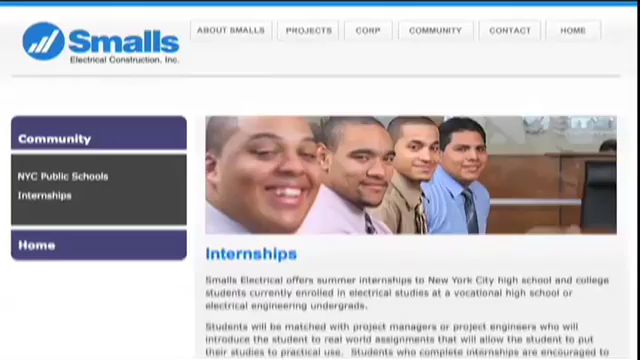 Smalls
Electrical Construction, Inc.
ABOUT SMALLS
PROJECTS
CORP
COMMUNITY
CONTACT
HOME
Community
NYC Public Schools
Internships
Home
Internships
Smalls Electrical offers summer internships to New York City high school and college
students currently enrolled in electrical studies at a vocational high school or
electrical engineering undergrads.
Students will be matched with project managers or project engineers who will
introduce the student to real world assignments that will allow the student to put
their studies to practical use. Students who complete internships are encouraged to